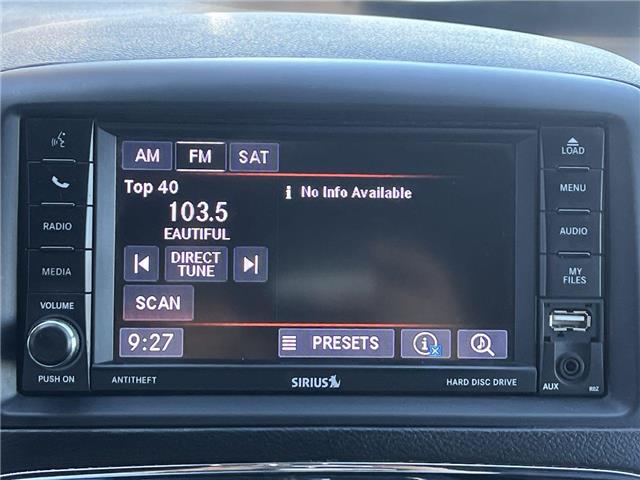 AM FM SAT
Top 40
103.5
EAUTIFUL
DIRECT
TUNE
SCAN
9:27
PRESETS
i No Info Available
RADIO
MEDIA
VOLUME
PUSH ON
LOAD
MENU
AUDIO
MY
FILES
AUX
RBZ
ANTITHEFT
SIRIUS
HARD DISC DRIVE